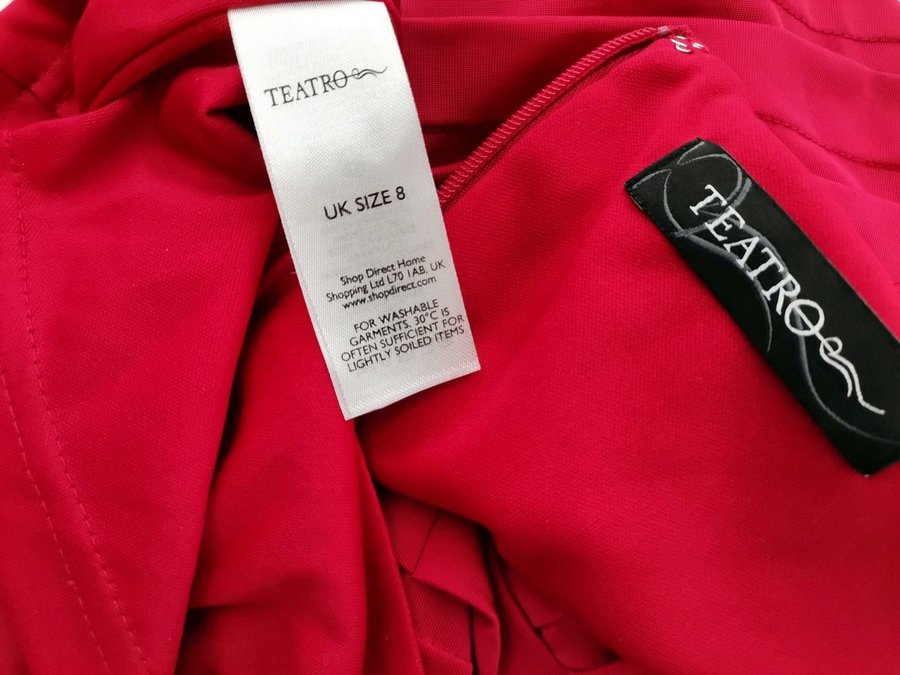 TEATRO
UK SIZE 8
Shop Direct Home
Shopping Ltd L70 1AB, UK
www.shopdirect.com
FOR WASHABLE
GARMENTS, 30°C IS
OFTEN SUFFICIENT FOR
LIGHTLY SOILED ITEMS
TEATRO